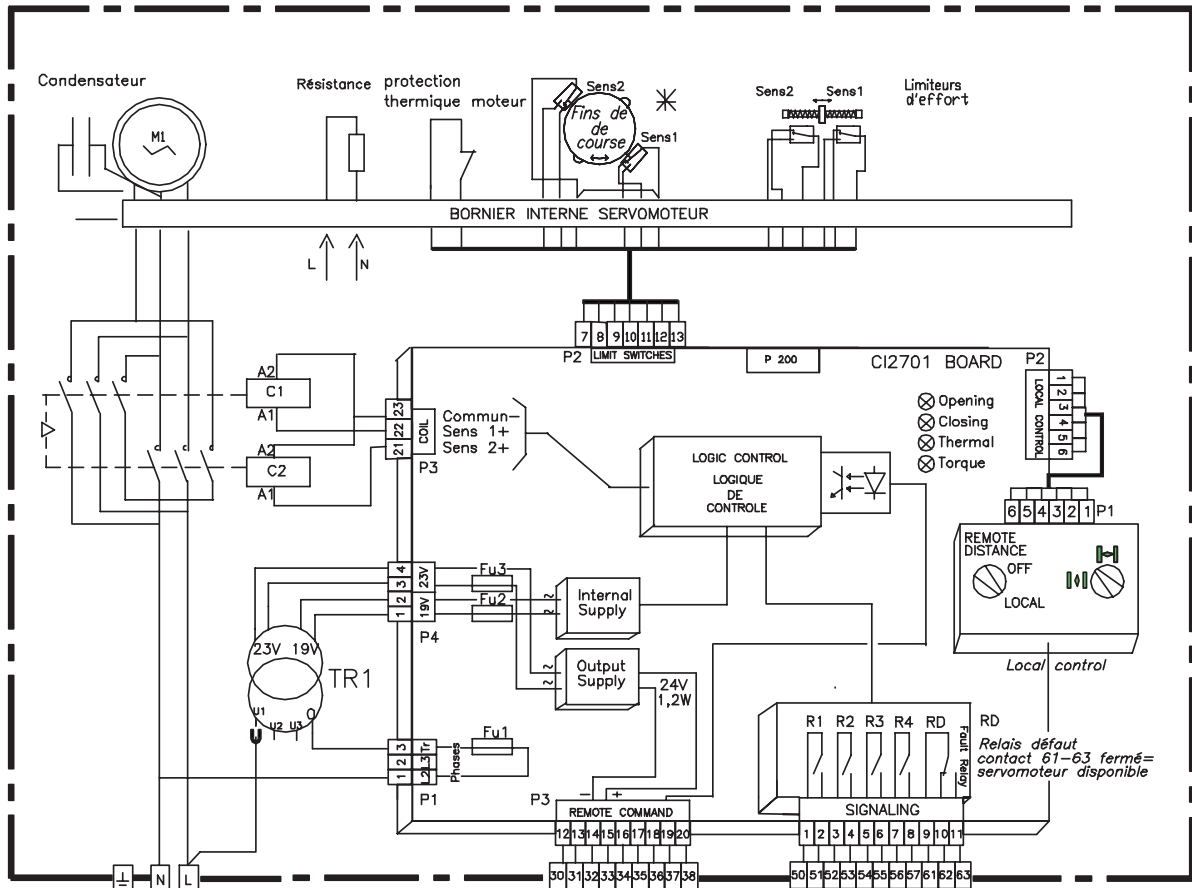 Condensateur
M1
Résistance
protection
thermique moteur
Sens2
Fins de
de
course
Sens1
Sens2 Sens1
Limiteurs
d'effort
BORNIER INTERNE SERVOMOTEUR
L N
7 8 9 10 11 12 13
P2 LIMIT SWITCHES
P 200
CI2701 BOARD
P2
LOCAL CONTROL
1
2
3
4
5
6
A2
C1
A1
A2
C2
A1
23
22
21
COIL
P3
Commun-
Sens 1+
Sens 2+
Opening
Closing
Thermal
Torque
LOGIC CONTROL
LOGIQUE
DE
CONTROLE
6 5 4 3 2 1 P1
REMOTE
DISTANCE
OFF
LOCAL
Local control
4
3
2
1
23V
19V
P4
Fu3
Fu2
~
~
Internal
Supply
~
~
Output
Supply
24V
1,2W
23V 19V
TR1
U1 U2 U3 0
3
2
1
Tr
L3
L2
Phases
P1
Fu1
R1 R2 R3 R4 RD
Fault Relay
RD
Relais défaut
contact 61-63 fermé=
servomoteur disponible
- +
P3 REMOTE COMMAND
12 13 14 15 16 17 18 19 20
30 31 32 33 34 35 36 37 38
SIGNALING
1 2 3 4 5 6 7 8 9 10 11
50 51 52 53 54 55 56 57 61 62 63
N L